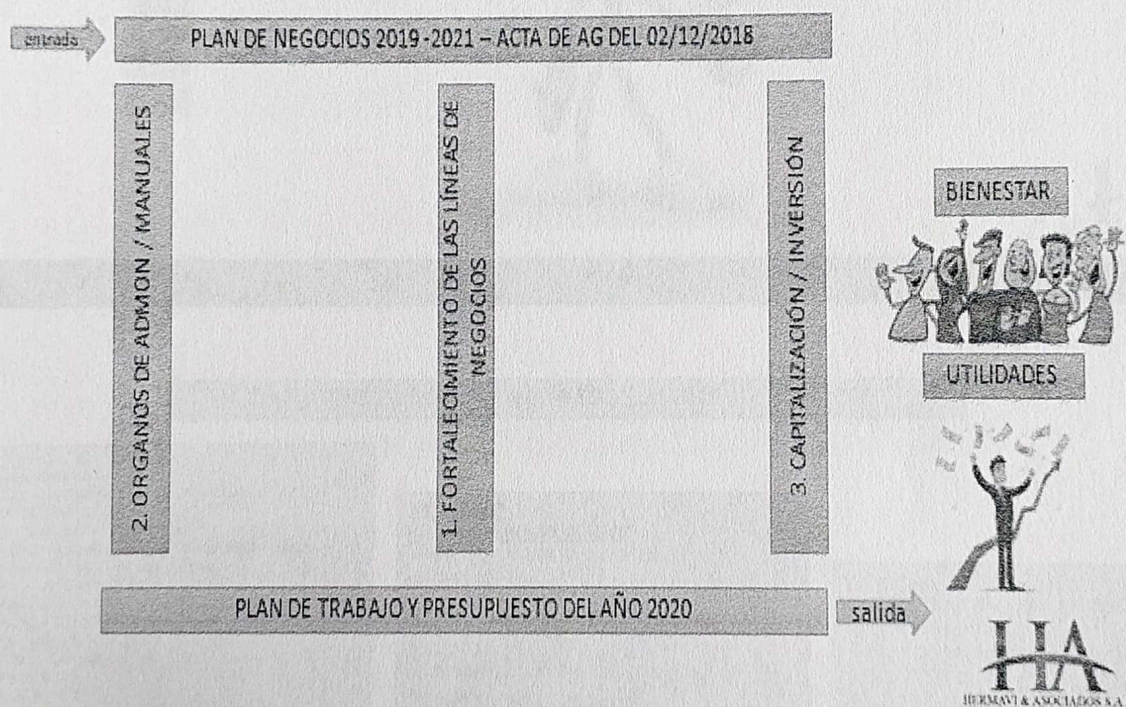 entrada
PLAN DE NEGOCIOS 2019-2021 – ACTA DE AG DEL 02/12/2018
2. ORGANOS DE ADMON / MANUALES
1. FORTALECIMIENTO DE LAS LÍNEAS DE
NEGOCIOS
3. CAPITALIZACIÓN / INVERSIÓN
BIENESTAR
UTILIDADES
PLAN DE TRABAJO Y PRESUPUESTO DEL AÑO 2020
salida
HA
HERMAVI & ASOCIADOS S.A